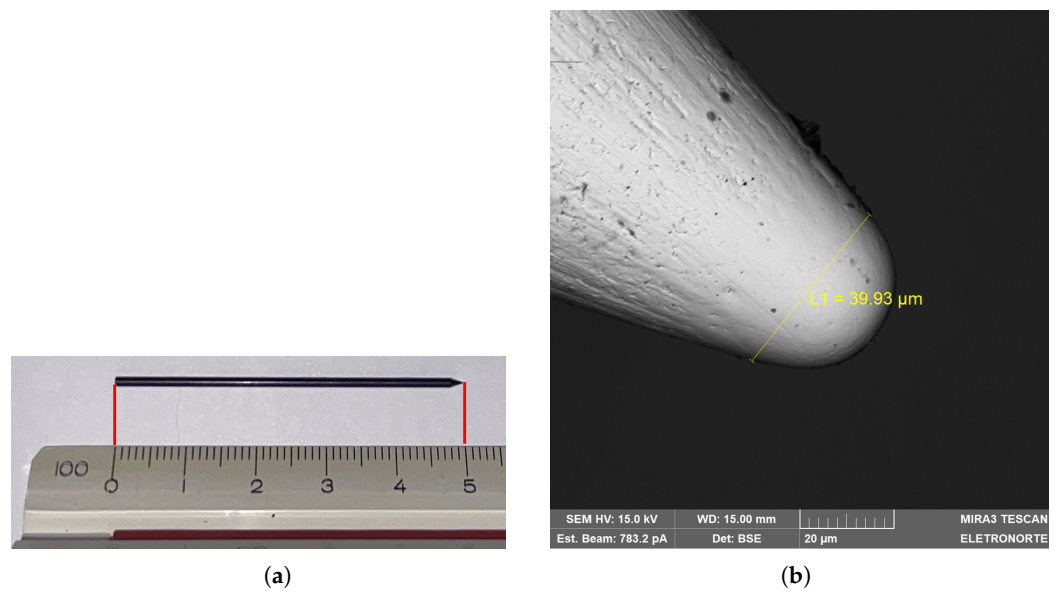 100
0 1 2 3 4 5
(a)
L1 = 39.93 µm
SEM HV: 15.0 kV WD: 15.00 mm MIRA3 TESCAN
Est. Beam: 783.2 pA Det: BSE 20 µm ELETRONORTE
(b)